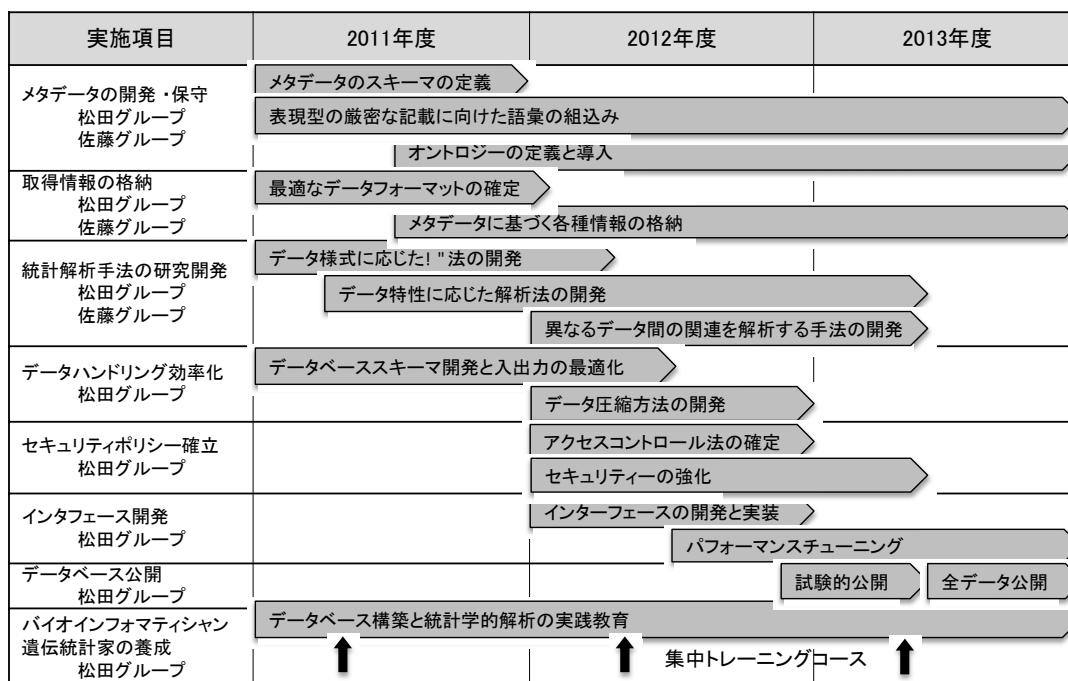 実施項目 2011年度 2012年度 2013年度
メタデータの開発・保守
松田グループ
佐藤グループ
メタデータのスキーマの定義
表現型の厳密な記載に向けた語彙の組込み
オントロジーの定義と導入
取得情報の格納
松田グループ
佐藤グループ
最適なデータフォーマットの確定
メタデータに基づく各種情報の格納
統計解析手法の研究開発
松田グループ
佐藤グループ
データ様式に応じた!"法の開発
データ特性に応じた解析法の開発
異なるデータ間の関連を解析する手法の開発
データハンドリング効率化
松田グループ
データベーススキーマ開発と入出力の最適化
データ圧縮方法の開発
セキュリティポリシー確立
松田グループ
アクセスコントロール法の確定
セキュリティーの強化
インタフェース開発
松田グループ
インターフェースの開発と実装
パフォーマンスチューニング
データベース公開
松田グループ
試験的公開 全データ公開
バイオインフォマティシャン
遺伝統計家の養成
松田グループ
データベース構築と統計学的解析の実践教育
集中トレーニングコース